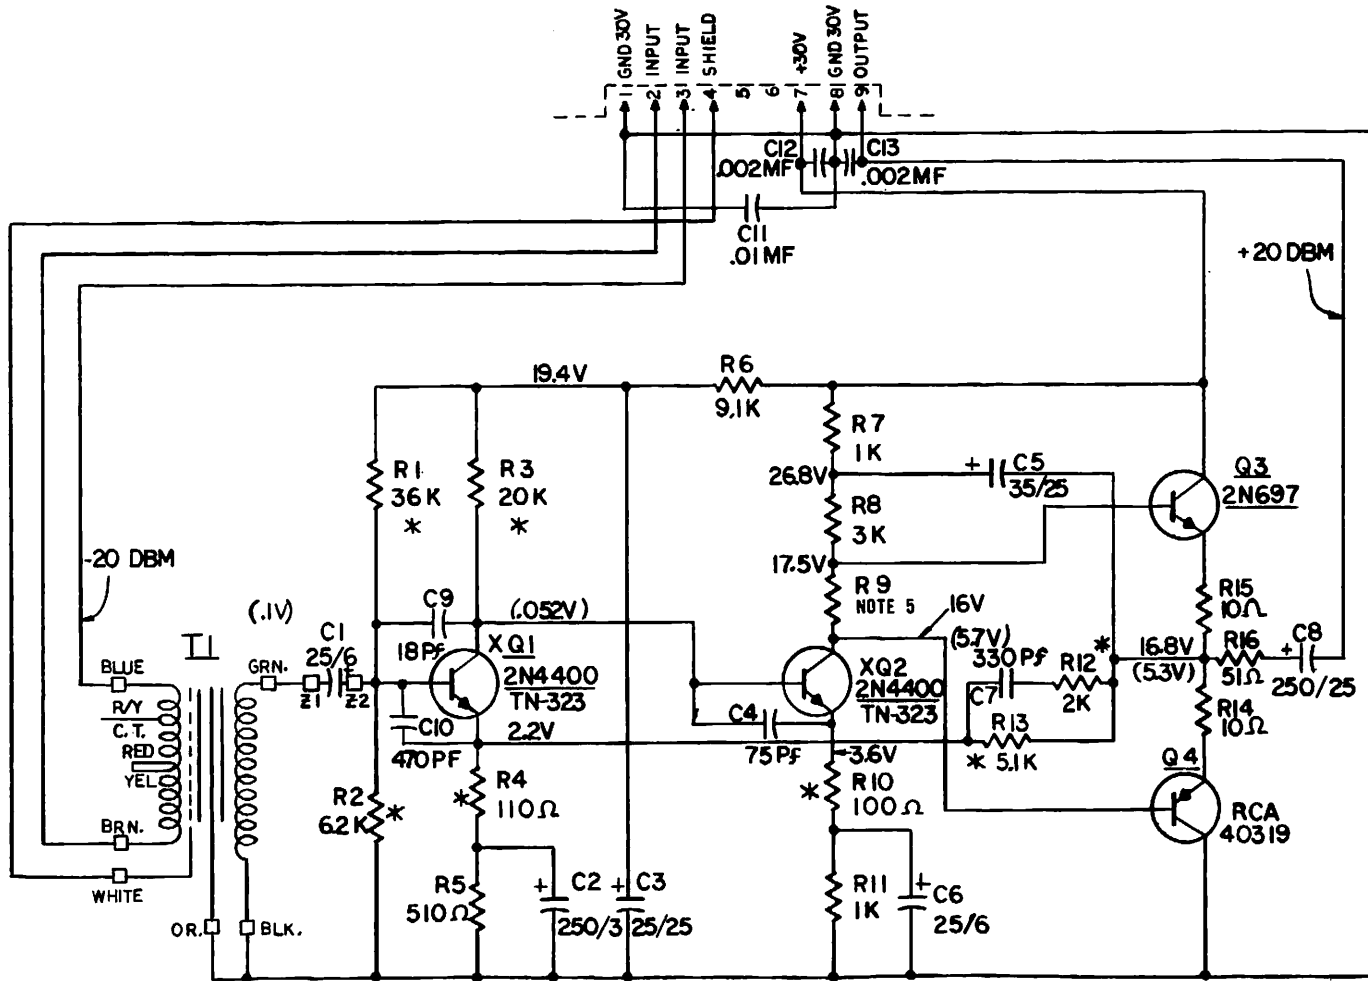 GND 30V
INPUT
INPUT
SHIELD
+30V
GND 30V
OUTPUT
1 2 3 4 5 6 7 8 9
C12
.002MF
C13
.002MF
C11
.01MF
+20 DBM
19.4V
R6
9.1K
R7
1K
R1
36K
*
R3
20K
*
26.8V
+
C5
35/25
Q3
2N697
R8
3K
17.5V
R9
NOTE 5
-20 DBM
(.1V)
C9
18Pf
(.052V)
16V
(5.7V)
R15
10Ω
T1
C1
25/6
XQ1
2N4400
TN-323
XQ2
2N4400
TN-323
330Pf
C7
R12
2K
*
16.8V
(5.3V)
R16
51Ω
+
C8
250/25
BLUE
GRN.
Z1
+
Z2
R/Y
C.T.
RED
YEL
BRN.
WHITE
OR.
BLK.
C10
470PF
2.2V
C4
75Pf
3.6V
R13
* 5.1K
R14
10Ω
Q4
RCA
40319
R2
6.2K
*
R4
110Ω
*
R10
100Ω
*
R5
510Ω
+
C2
250/3
+
C3
25/25
R11
1K
+
C6
25/6